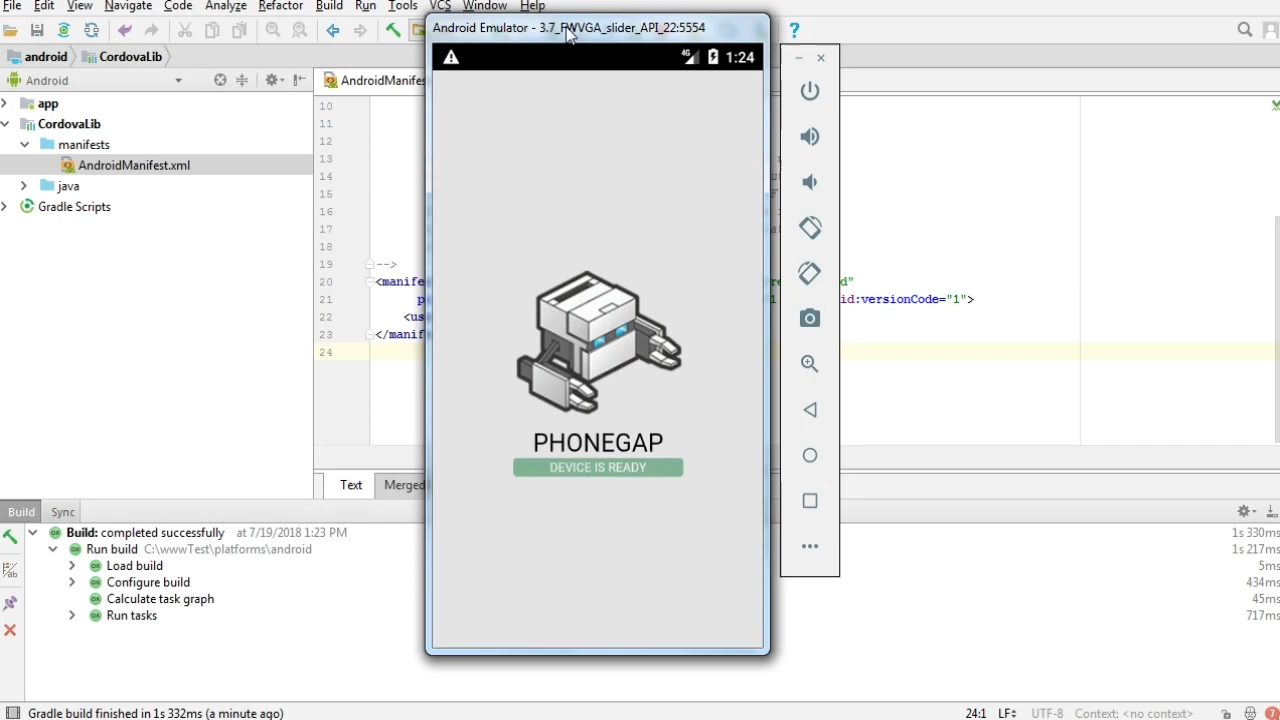 File Edit View Navigate Code Analyze Refactor Build Run Tools VCS Window Help
Android Emulator - 3.7_FWVGA_slider_API_22:5554
android CordovaLib
4G 1:24
Android
AndroidManifes
app
CordovaLib
manifests
AndroidManifest.xml
java
Gradle Scripts
10
11
12
13
14
15
16
17
18
19 -->
20 <manife d"
21 p id:versionCode="1">
22 <us
23 </manif
24
PHONEGAP
DEVICE IS READY
Text Merged
Build Sync
Build: completed successfully at 7/19/2018 1:23 PM 1s 330ms
Run build C:\wwwTest\platforms\android 1s 217ms
Load build 5ms
Configure build 434ms
Calculate task graph 45ms
Run tasks 717ms
Gradle build finished in 1s 332ms (a minute ago) 24:1 LF÷ UTF-8 Context: <no context> 7